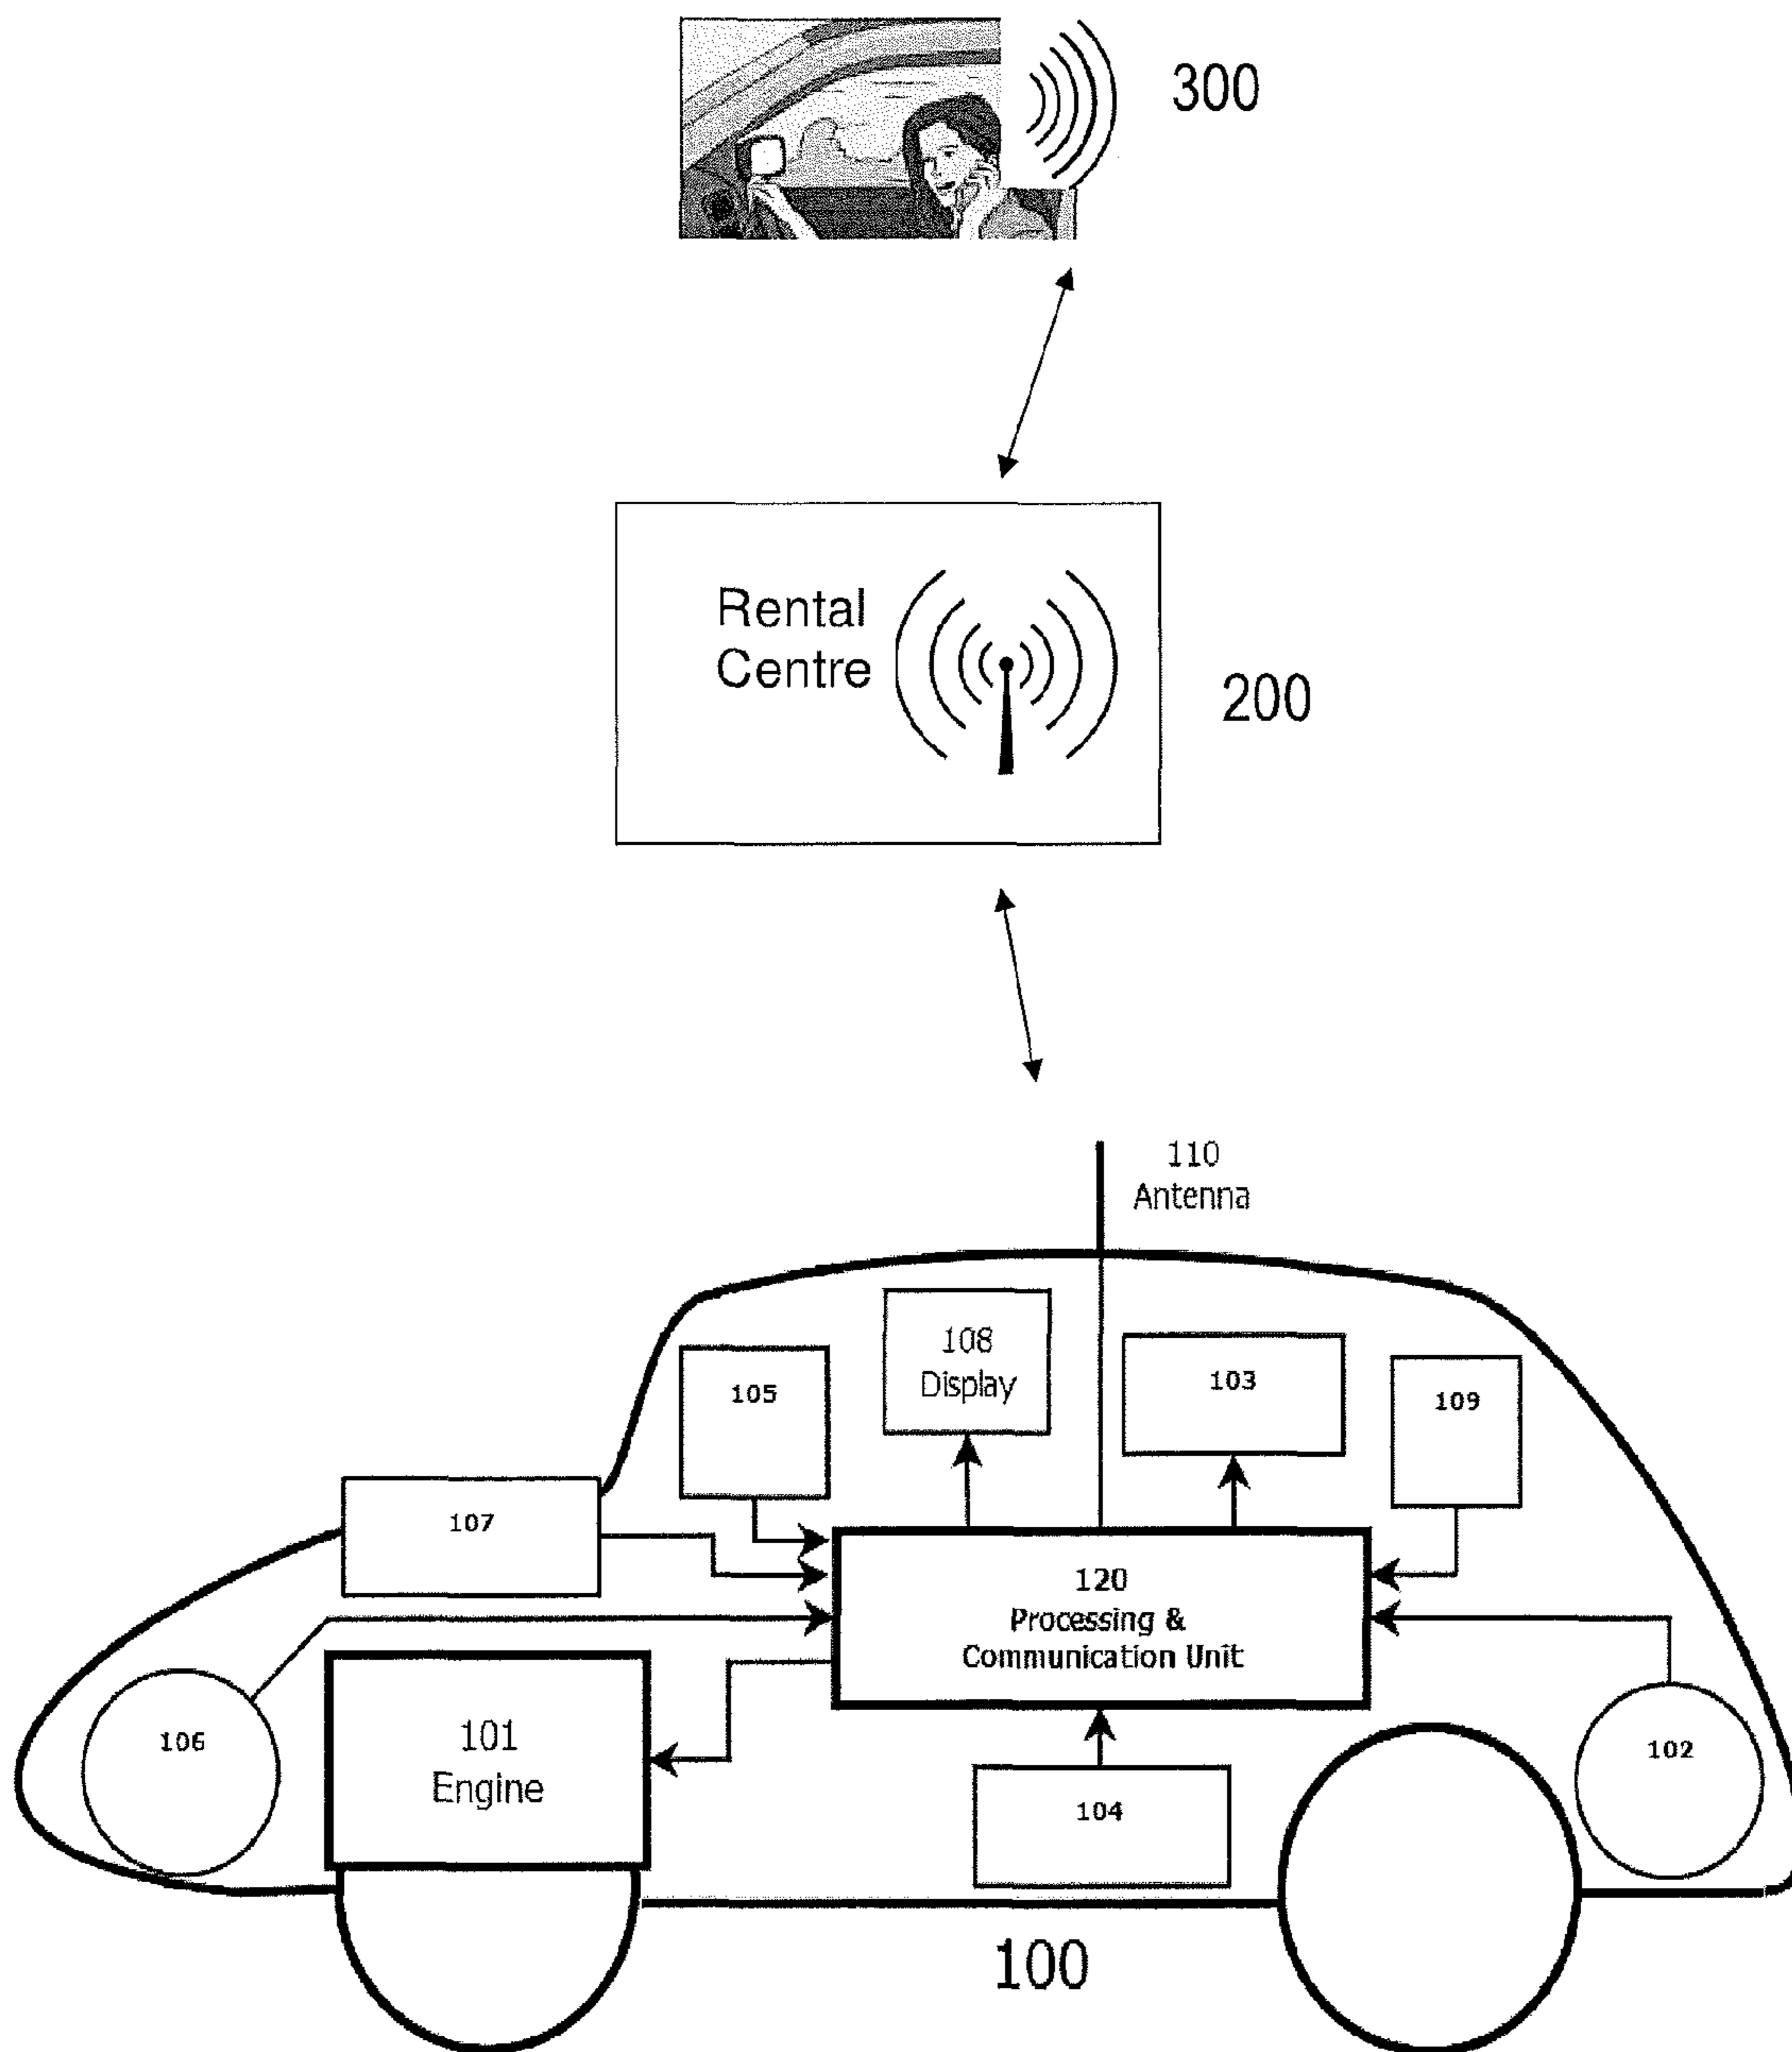 300
Rental
Centre
200
110
Antenna
108
Display
105
103
109
107
120
Processing &
Communication Unit
106
101
Engine
102
104
100